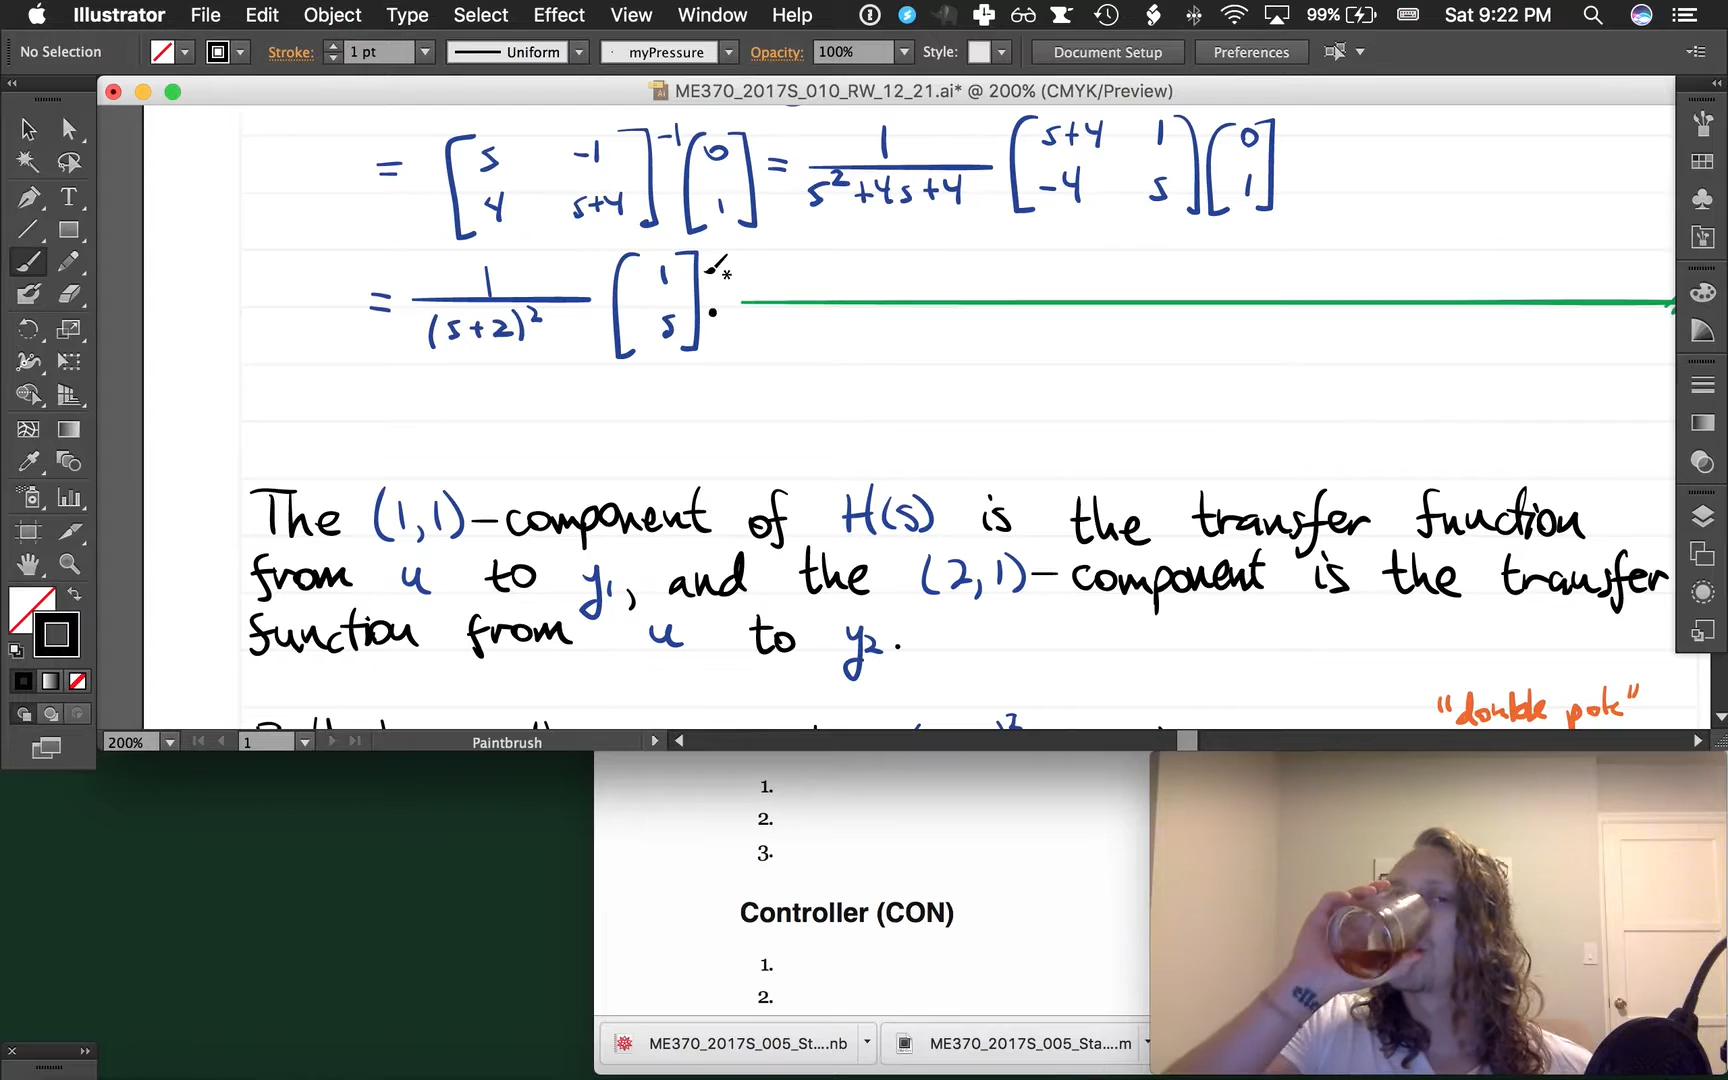 Illustrator File Edit Object Type Select Effect View Window Help 99% Sat 9:22 PM
No Selection Stroke: 1 pt Uniform myPressure Opacity: 100% Style: Document Setup Preferences
ME370_2017S_010_RW_12_21.ai* @ 200% (CMYK/Preview)
= [s -1; 4 s+4]^-1 [0; 1] = 1/(s^2+4s+4) [s+4 1; -4 s] [0; 1]
= 1/(s+2)^2 [1; s].
The (1,1)-component of H(s) is the transfer function
from u to y1, and the (2,1)-component is the transfer
function from u to y2.
"double pole"
200% 1 Paintbrush
1.
2.
3.
Controller (CON)
1.
2.
ME370_2017S_005_St....nb ME370_2017S_005_Sta....m